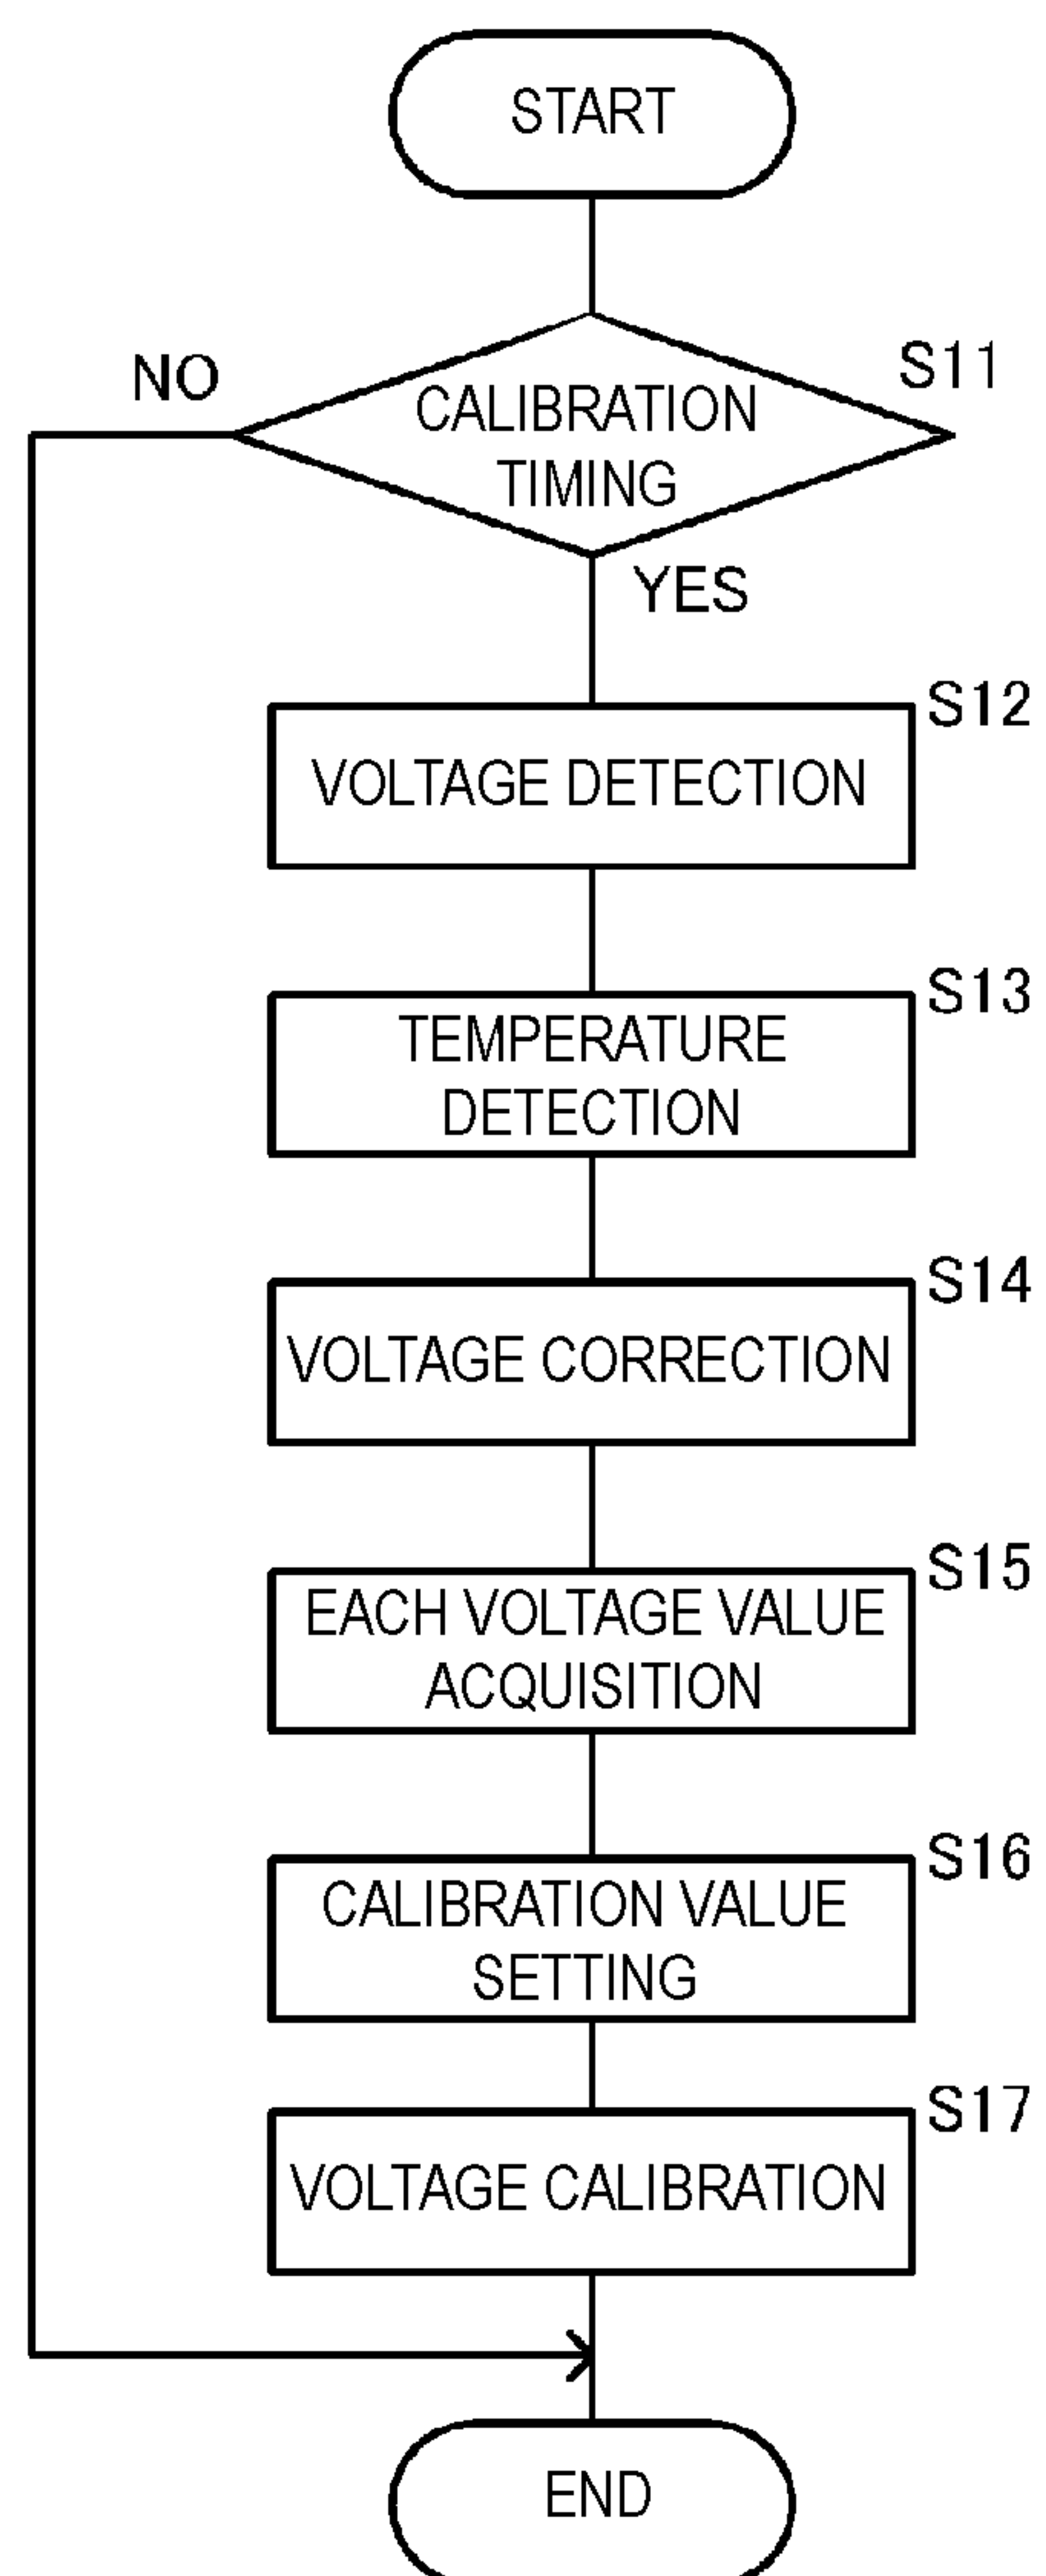 START
NO
S11
CALIBRATION
TIMING
YES
S12
VOLTAGE DETECTION
S13
TEMPERATURE
DETECTION
S14
VOLTAGE CORRECTION
S15
EACH VOLTAGE VALUE
ACQUISITION
S16
CALIBRATION VALUE
SETTING
S17
VOLTAGE CALIBRATION
END